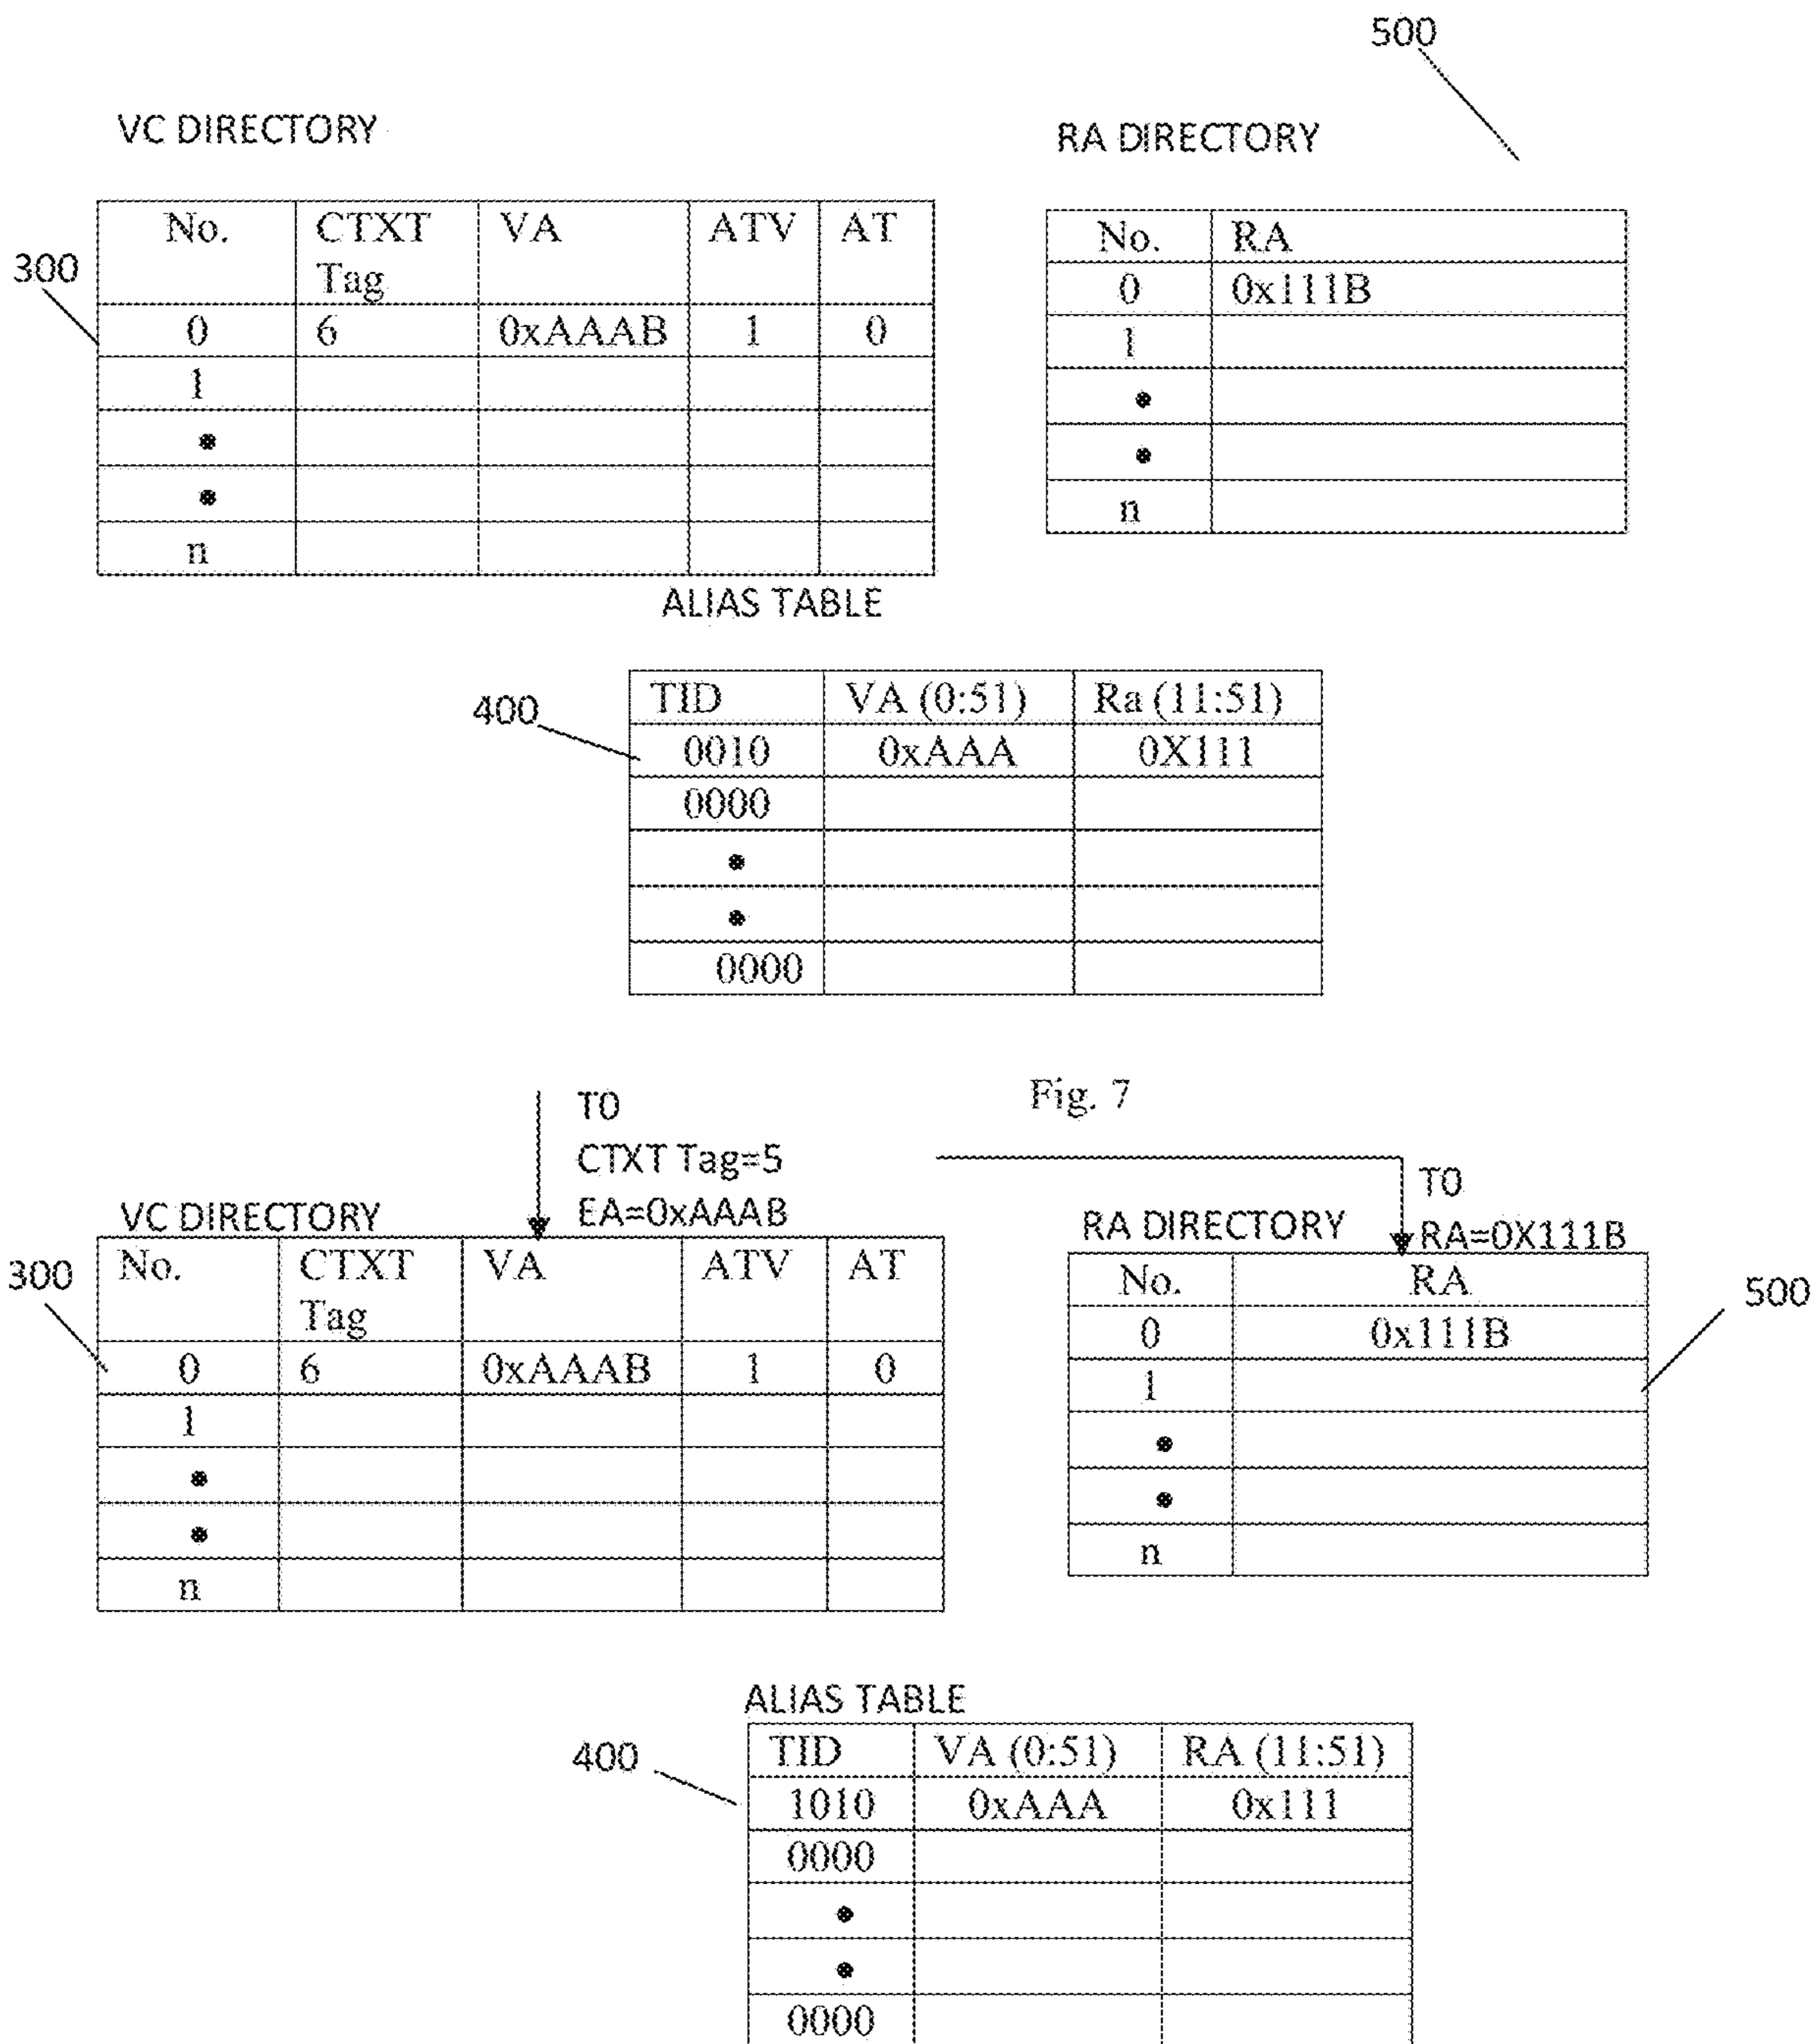 500
VC DIRECTORY
RA DIRECTORY
300
No. CTXT Tag VA ATV AT
0 6 0xAAAB 1 0
1
n
No. RA
0 0x111B
1
n
ALIAS TABLE
400
TID VA (0:51) Ra (11:51)
0010 0xAAA 0X111
0000
0000
Fig. 7
T0
CTXT Tag=5
EA=0xAAAB
T0
RA=0X111B
VC DIRECTORY
RA DIRECTORY
300
No. CTXT Tag VA ATV AT
0 6 0xAAAB 1 0
1
n
500
No. RA
0 0x111B
1
n
ALIAS TABLE
400
TID VA (0:51) RA (11:51)
1010 0xAAA 0x111
0000
0000